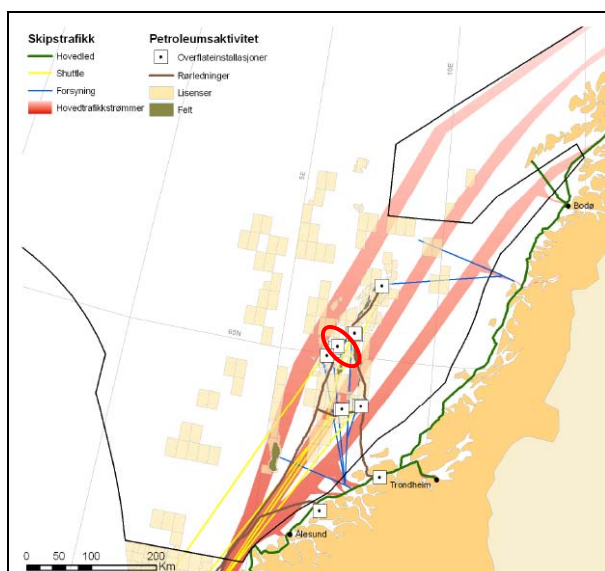 Skipstrafikk
Hovedled
Shuttle
Forsyning
Hovedtrafikkstrømmer
Petroleumsaktivitet
Overflateinstallasjoner
Rørledninger
Lisenser
Felt
10E
5E
65N
Bodø
Trondheim
Ålesund
0 50 100 200
Km